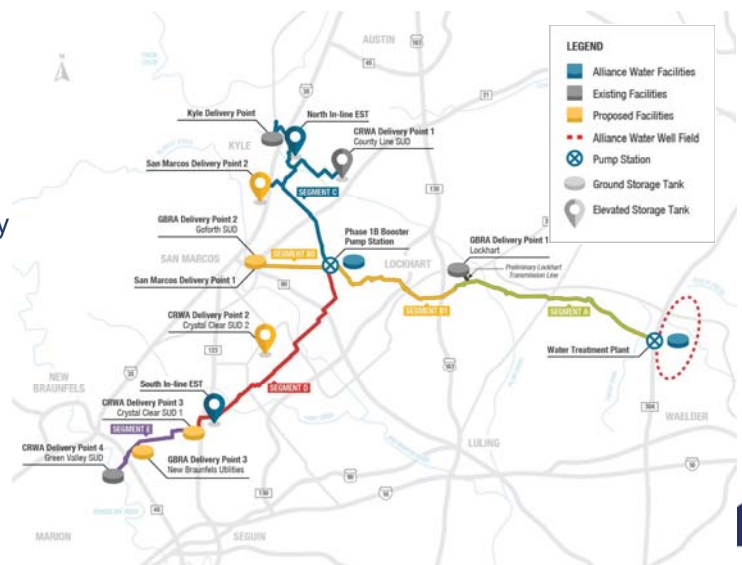 AUSTIN
LEGEND
Alliance Water Facilities
Existing Facilities
Proposed Facilities
Alliance Water Well Field
Pump Station
Ground Storage Tank
Elevated Storage Tank
N
Kyle Delivery Point
North In-line EST
KYLE
CRWA Delivery Point 1
County Line SUD
San Marcos Delivery Point 2
SEGMENT C
GBRA Delivery Point 2
Goforth SUD
Phase 1B Booster
Pump Station
SAN MARCOS
SEGMENT B2
San Marcos Delivery Point 1
LOCKHART
GBRA Delivery Point 1
Lockhart
Preliminary Lockhart
Transmission Line
SEGMENT B1
SEGMENT A
Water Treatment Plant
CRWA Delivery Point 2
Crystal Clear SUD 2
NEW
BRAUNFELS
South In-line EST
SEGMENT D
CRWA Delivery Point 3
Crystal Clear SUD 1
SEGMENT E
CRWA Delivery Point 4
Green Valley SUD
GBRA Delivery Point 3
New Braunfels Utilities
WAELDER
LULING
MARION
SEGUIN
130
123
80
304
130
y